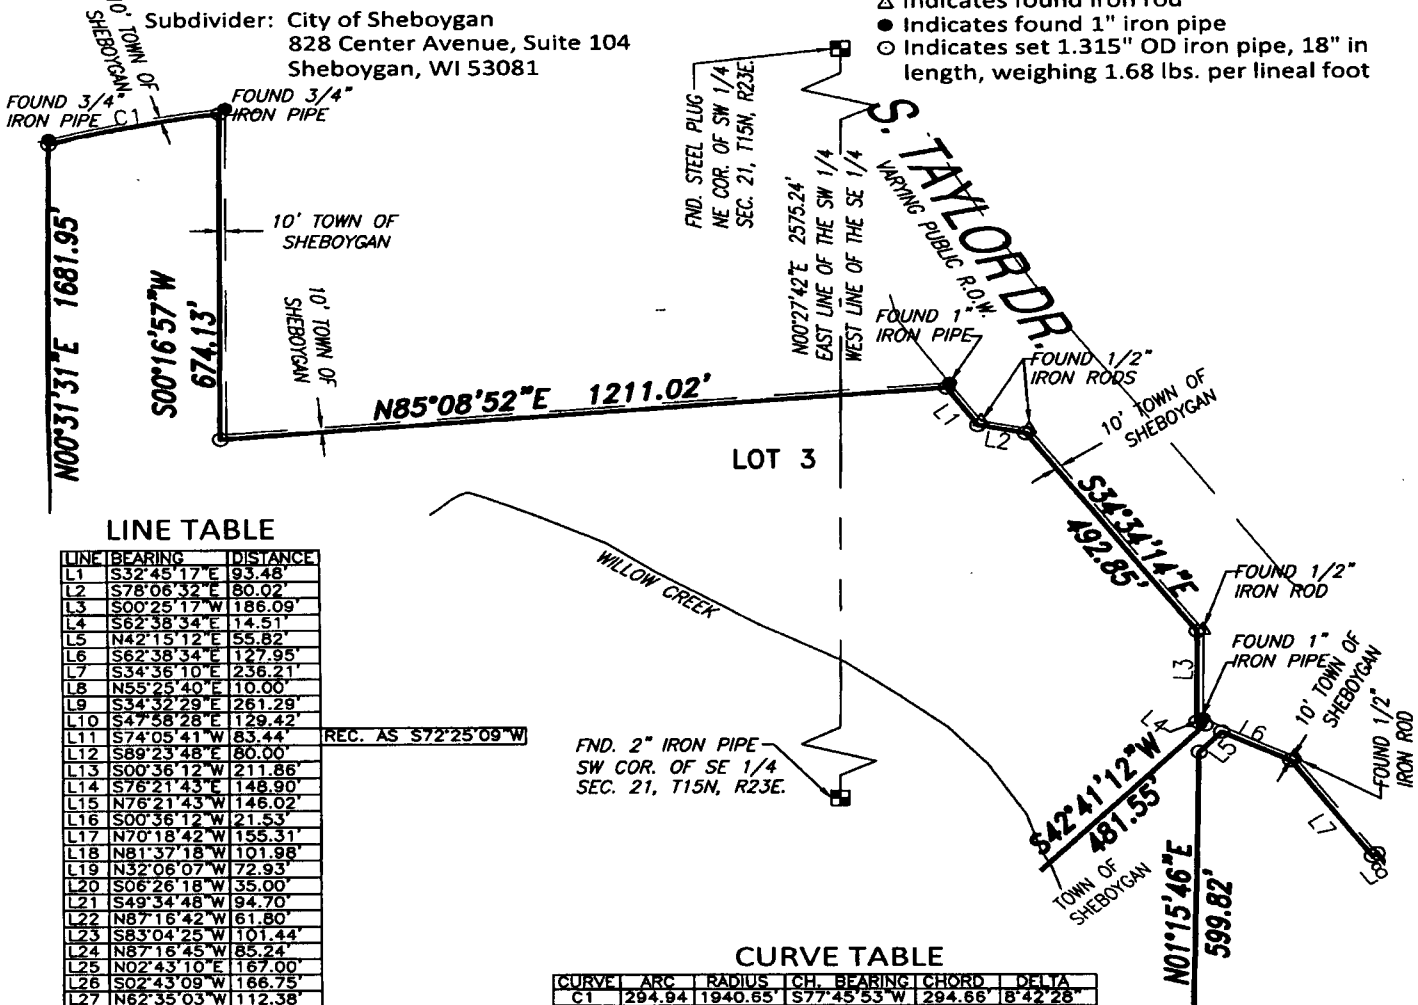 Subdivider: City of Sheboygan
828 Center Avenue, Suite 104
Sheboygan, WI 53081
Indicates found iron rod
Indicates found 1" iron pipe
Indicates set 1.315" OD iron pipe, 18" in
length, weighing 1.68 lbs. per lineal foot
10' TOWN OF
SHEBOYGAN
FOUND 3/4"
IRON PIPE
C1
FOUND 3/4"
IRON PIPE
N00°31'31"E 1681.95'
S00°16'57"W
674.13'
10' TOWN OF
SHEBOYGAN
10' TOWN OF
SHEBOYGAN
N85°08'52"E 1211.02'
FND. STEEL PLUG
NE COR. OF SW 1/4
SEC. 21, T15N, R23E.
N00°27'42"E 2575.24'
EAST LINE OF THE SW 1/4
WEST LINE OF THE SE 1/4
S. TAYLOR DR.
VARYING PUBLIC R.O.W.
FOUND 1"
IRON PIPE
FOUND 1/2"
IRON RODS
L1
L2
10' TOWN OF
SHEBOYGAN
LOT 3
S34°34'14"E
492.85'
FOUND 1/2"
IRON ROD
L3
FOUND 1"
IRON PIPE
10' TOWN OF
SHEBOYGAN
FOUND 1/2"
IRON ROD
L4
L5
L6
L7
L8
WILLOW CREEK
FND. 2" IRON PIPE
SW COR. OF SE 1/4
SEC. 21, T15N, R23E.
S42°41'12"W
481.55'
TOWN OF
SHEBOYGAN
N01°15'46"E
599.82'
LINE TABLE
LINE BEARING DISTANCE
L1 S32°45'17"E 93.48'
L2 S78°06'32"E 80.02'
L3 S00°25'17"W 186.09'
L4 S62°38'34"E 14.51'
L5 N42°15'12"E 55.82'
L6 S62°38'34"E 127.95'
L7 S34°36'10"E 236.21'
L8 N55°25'40"E 10.00'
L9 S34°32'29"E 261.29'
L10 S47°58'28"E 129.42'
L11 S74°05'41"W 83.44' REC. AS S72°25'09"W
L12 S89°23'48"E 80.00'
L13 S00°36'12"W 211.86'
L14 S76°21'43"E 148.90'
L15 N76°21'43"W 146.02'
L16 S00°36'12"W 21.53'
L17 N70°18'42"W 155.31'
L18 N81°37'18"W 101.98'
L19 N32°06'07"W 72.93'
L20 S06°26'18"W 35.00'
L21 S49°34'48"W 94.70'
L22 N87°16'42"W 61.80'
L23 S83°04'25"W 101.44'
L24 N87°16'45"W 85.24'
L25 N02°43'10"E 167.00'
L26 S02°43'09"W 166.75'
L27 N62°35'03"W 112.38'
CURVE TABLE
CURVE ARC RADIUS CH. BEARING CHORD DELTA
C1 294.94 1940.65' S77°45'53"W 294.66' 8°42'28"